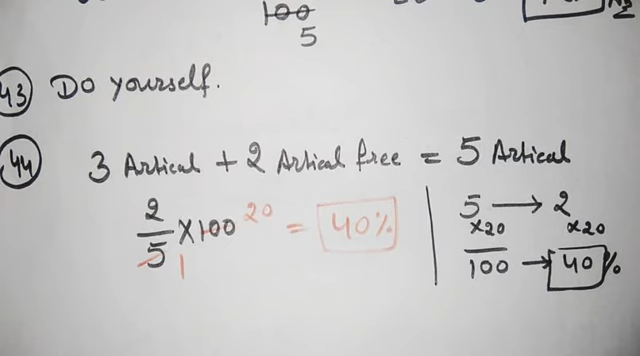 100
5
43 Do yourself.
44 3 Artical + 2 Artical free = 5 Artical
2/5 × 100 20 = 40%
1
5 → 2
×20 ×20
100 → 40 %